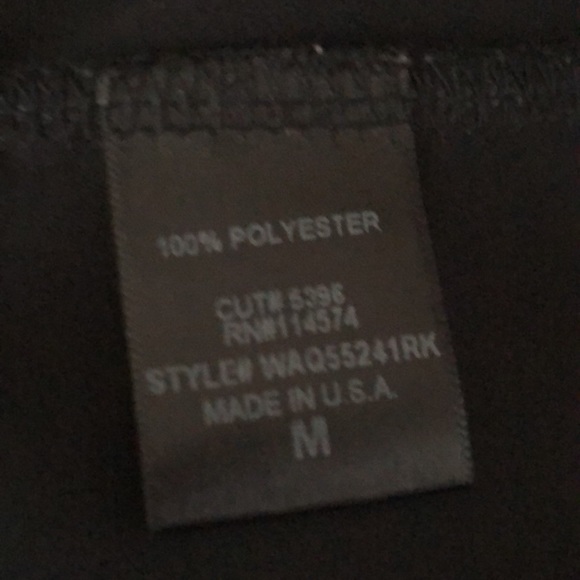 100% POLYESTER
CUT# 5396
RN#114574
STYLE# WAQ55241RK
MADE IN U.S.A.
M